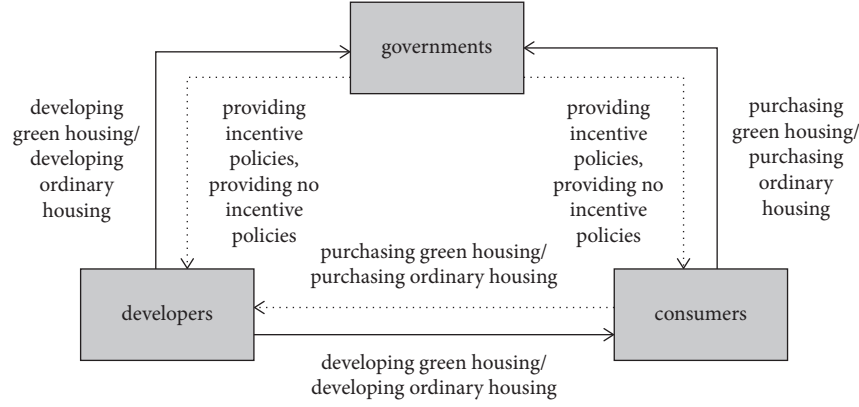 governments
developing
green housing/
developing
ordinary
housing
providing
incentive
policies,
providing no
incentive
policies
providing
incentive
policies,
providing no
incentive
policies
purchasing
green housing/
purchasing
ordinary
housing
purchasing green housing/
purchasing ordinary housing
developers
consumers
developing green housing/
developing ordinary housing